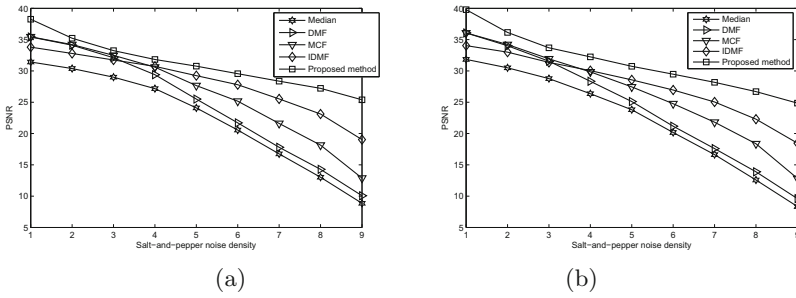 40
35
30
25
20
15
10
5
PSNR
1 2 3 4 5 6 7 8 9
Salt−and−pepper noise density
Median
DMF
MCF
IDMF
Proposed method
(a)
40
35
30
25
20
15
10
5
PSNR
1 2 3 4 5 6 7 8 9
Salt−and−pepper noise density
Median
DMF
MCF
IDMF
Proposed method
(b)